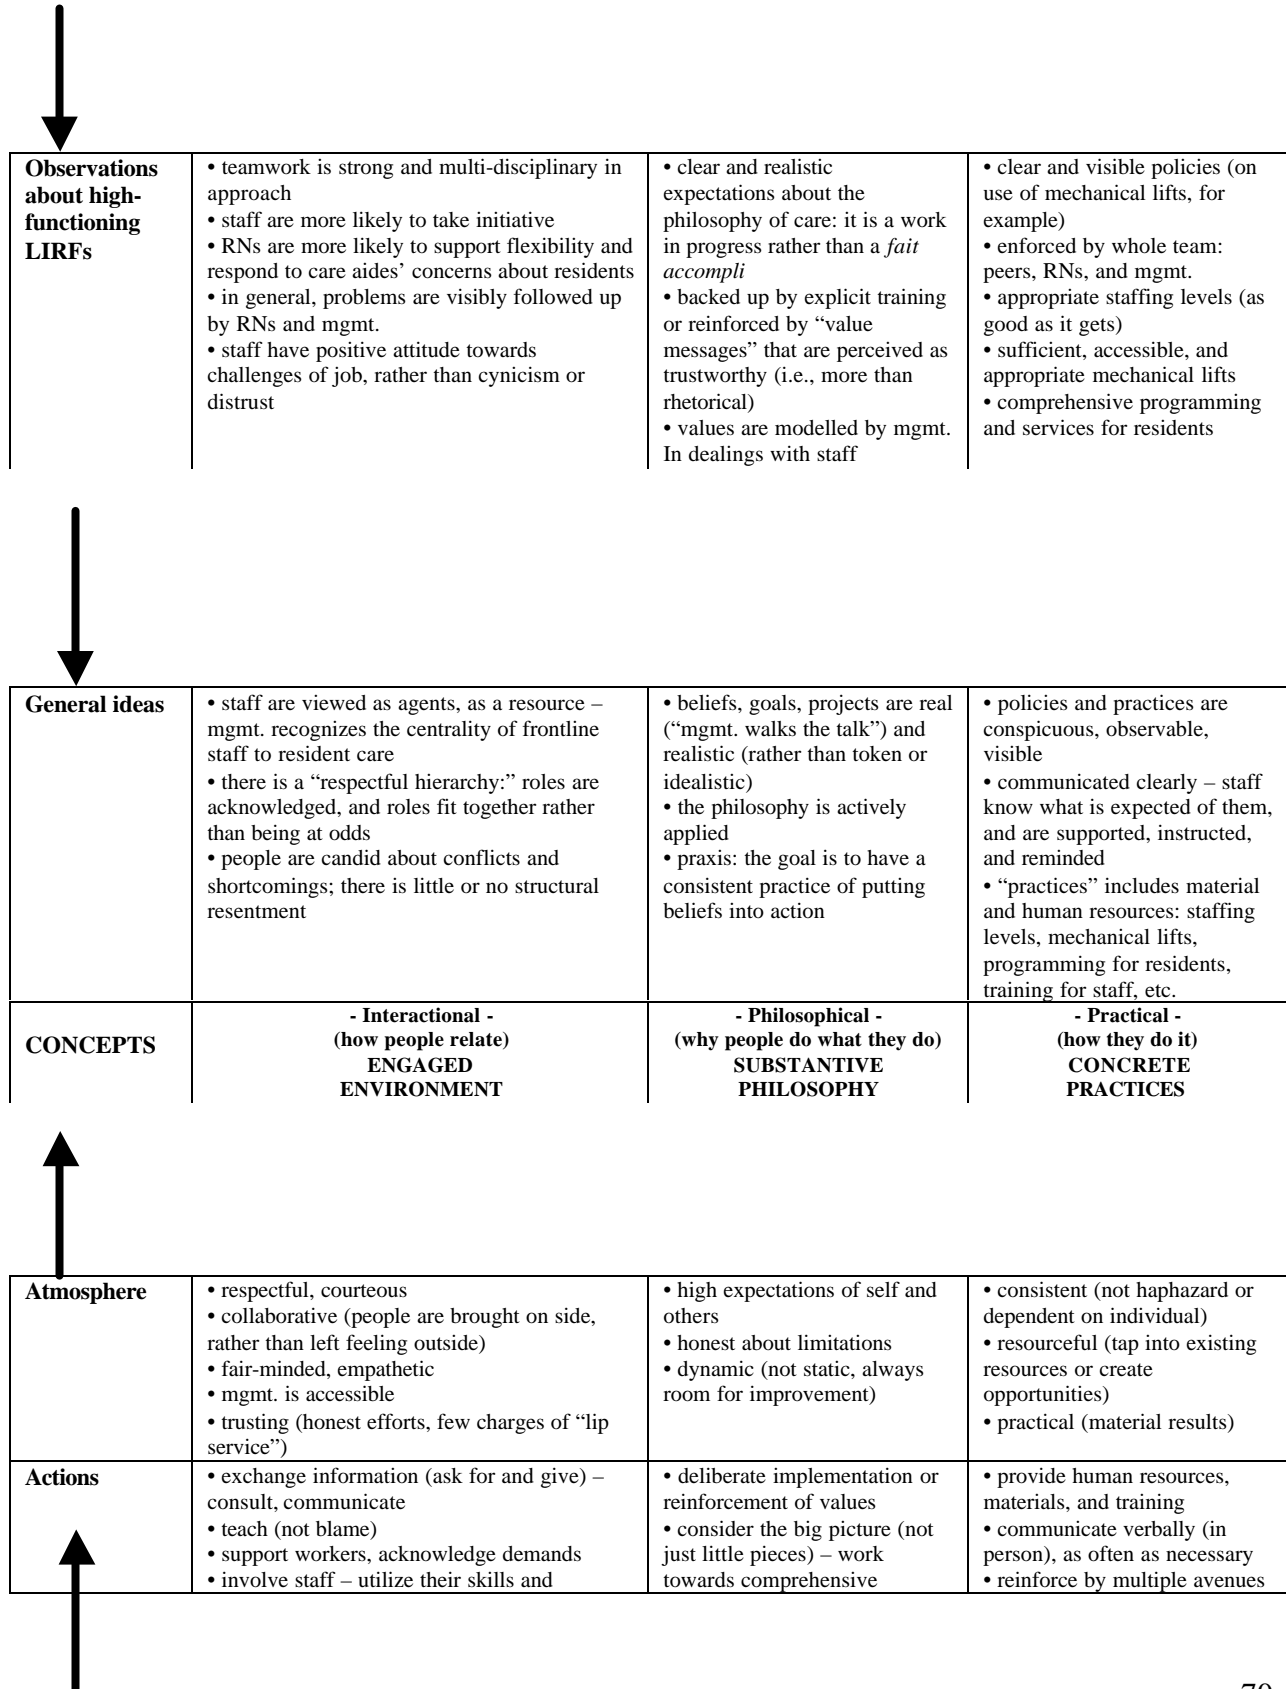 Observations
about high-
functioning
LIRFs
• teamwork is strong and multi-disciplinary in
approach
• staff are more likely to take initiative
• RNs are more likely to support flexibility and
respond to care aides’ concerns about residents
• in general, problems are visibly followed up
by RNs and mgmt.
• staff have positive attitude towards
challenges of job, rather than cynicism or
distrust
• clear and realistic
expectations about the
philosophy of care: it is a work
in progress rather than a fait
accompli
• backed up by explicit training
or reinforced by “value
messages” that are perceived as
trustworthy (i.e., more than
rhetorical)
• values are modelled by mgmt.
In dealings with staff
• clear and visible policies (on
use of mechanical lifts, for
example)
• enforced by whole team:
peers, RNs, and mgmt.
• appropriate staffing levels (as
good as it gets)
• sufficient, accessible, and
appropriate mechanical lifts
• comprehensive programming
and services for residents
General ideas
• staff are viewed as agents, as a resource –
mgmt. recognizes the centrality of frontline
staff to resident care
• there is a “respectful hierarchy:” roles are
acknowledged, and roles fit together rather
than being at odds
• people are candid about conflicts and
shortcomings; there is little or no structural
resentment
• beliefs, goals, projects are real
(“mgmt. walks the talk”) and
realistic (rather than token or
idealistic)
• the philosophy is actively
applied
• praxis: the goal is to have a
consistent practice of putting
beliefs into action
• policies and practices are
conspicuous, observable,
visible
• communicated clearly – staff
know what is expected of them,
and are supported, instructed,
and reminded
• “practices” includes material
and human resources: staffing
levels, mechanical lifts,
programming for residents,
training for staff, etc.
CONCEPTS
- Interactional -
(how people relate)
ENGAGED
ENVIRONMENT
- Philosophical -
(why people do what they do)
SUBSTANTIVE
PHILOSOPHY
- Practical -
(how they do it)
CONCRETE
PRACTICES
Atmosphere
• respectful, courteous
• collaborative (people are brought on side,
rather than left feeling outside)
• fair-minded, empathetic
• mgmt. is accessible
• trusting (honest efforts, few charges of “lip
service”)
• high expectations of self and
others
• honest about limitations
• dynamic (not static, always
room for improvement)
• consistent (not haphazard or
dependent on individual)
• resourceful (tap into existing
resources or create
opportunities)
• practical (material results)
Actions
• exchange information (ask for and give) –
consult, communicate
• teach (not blame)
• support workers, acknowledge demands
• involve staff – utilize their skills and
• deliberate implementation or
reinforcement of values
• consider the big picture (not
just little pieces) – work
towards comprehensive
• provide human resources,
materials, and training
• communicate verbally (in
person), as often as necessary
• reinforce by multiple avenues